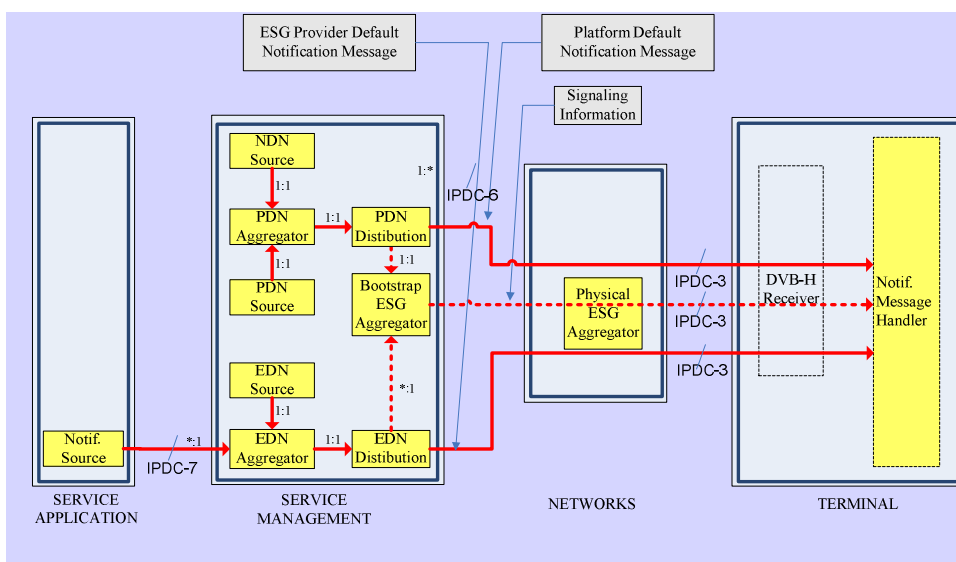 ESG Provider Default
Notification Message
Platform Default
Notification Message
Signaling
Information
NDN
Source
1:1
1:*
IPDC-6
PDN
Aggregator
1:1
PDN
Distibution
1:1
1:1
PDN
Source
Bootstrap
ESG
Aggregator
Physical
ESG
Aggregator
IPDC-3
DVB-H
Receiver
IPDC-3
Notif.
Message
Handler
IPDC-3
EDN
Source
1:1
*:1
Notif.
Source
*:1
IPDC-7
EDN
Aggregator
1:1
EDN
Distibution
SERVICE
APPLICATION
SERVICE
MANAGEMENT
NETWORKS
TERMINAL